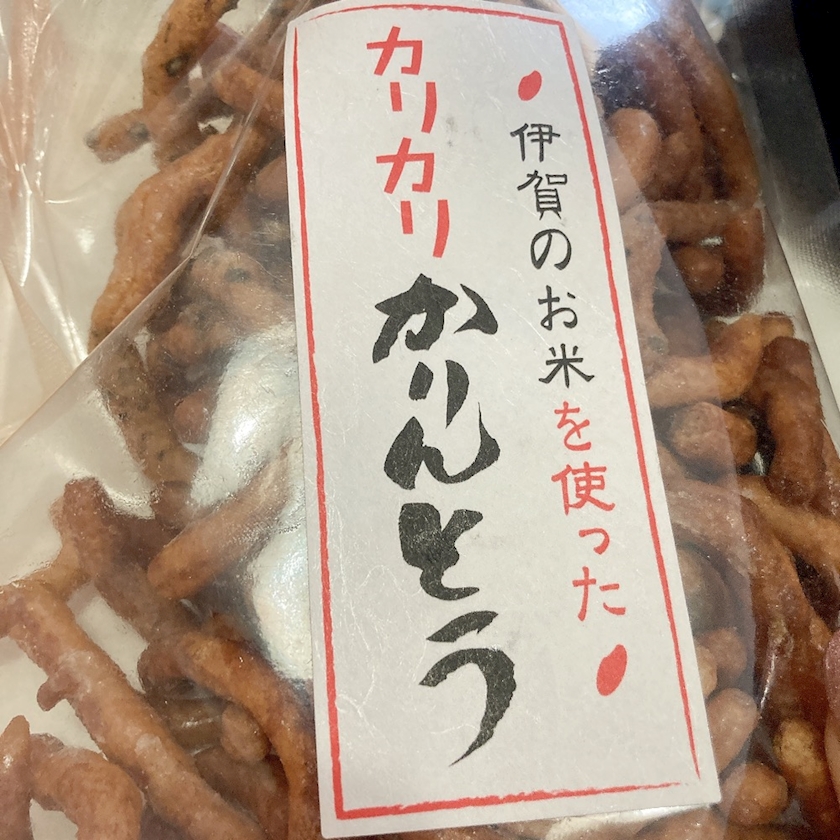 伊賀のお米を使った
カリカリ
かりんとう